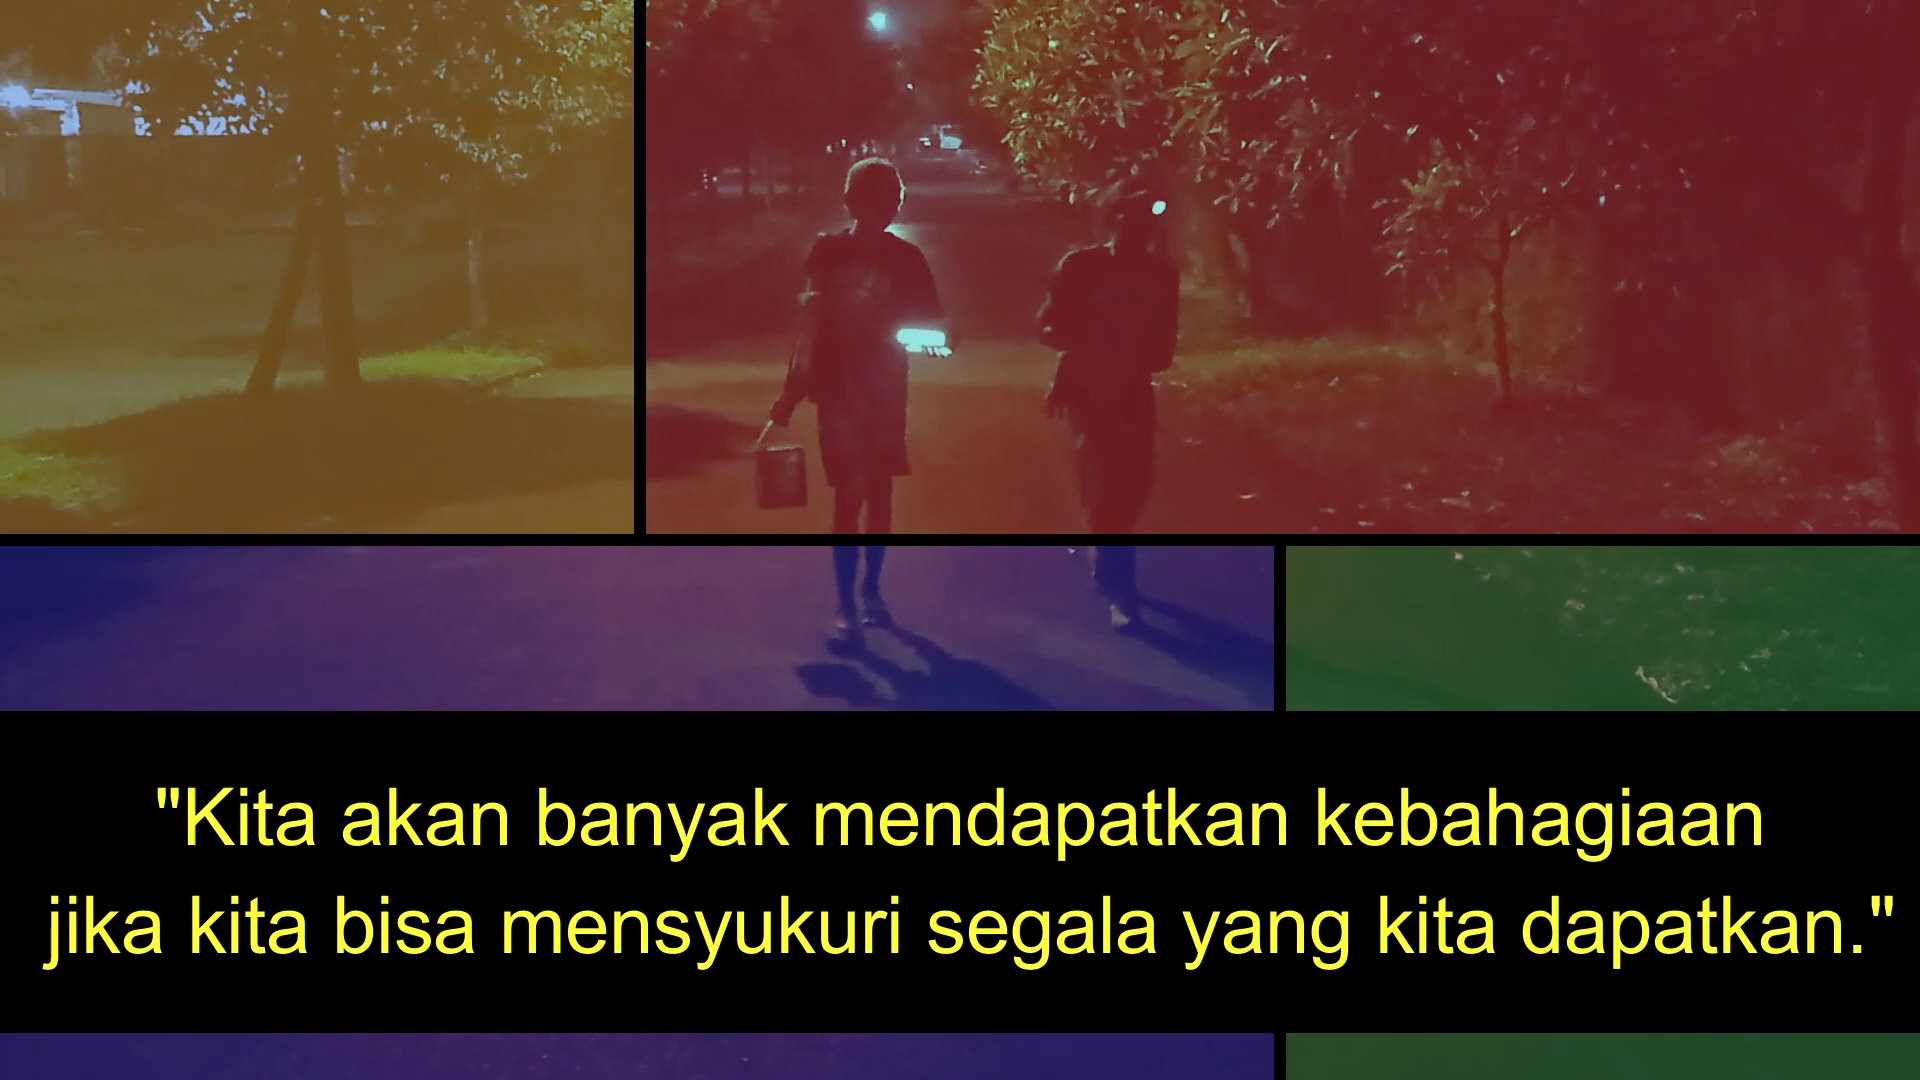 "Kita akan banyak mendapatkan kebahagiaan
jika kita bisa mensyukuri segala yang kita dapatkan."